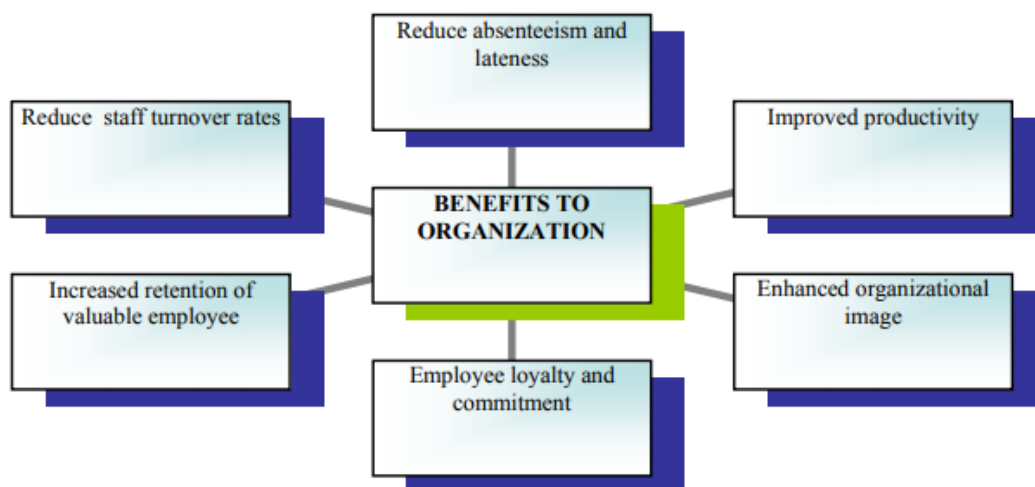 Reduce absenteeism and
lateness
Reduce staff turnover rates
Improved productivity
BENEFITS TO
ORGANIZATION
Increased retention of
valuable employee
Enhanced organizational
image
Employee loyalty and
commitment